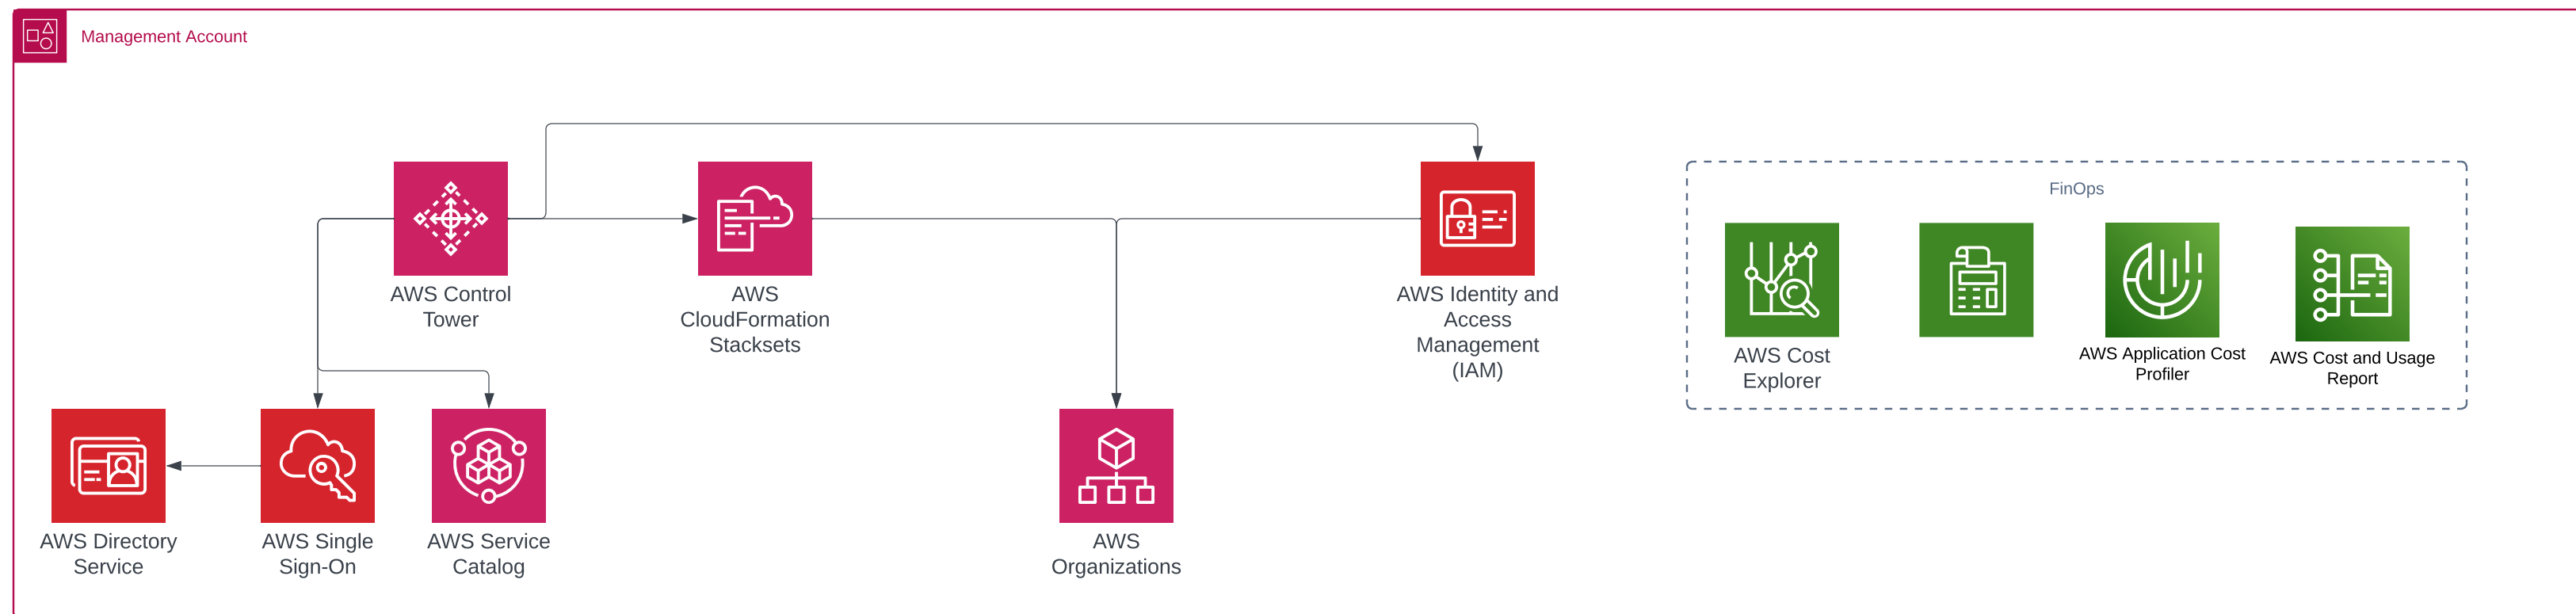 Management Account
AWS Control
Tower
AWS
CloudFormation
Stacksets
AWS Identity and
Access
Management
(IAM)
FinOps
AWS Cost
Explorer
AWS Application Cost
Profiler
AWS Cost and Usage
Report
AWS Directory
Service
AWS Single
Sign-On
AWS Service
Catalog
AWS
Organizations